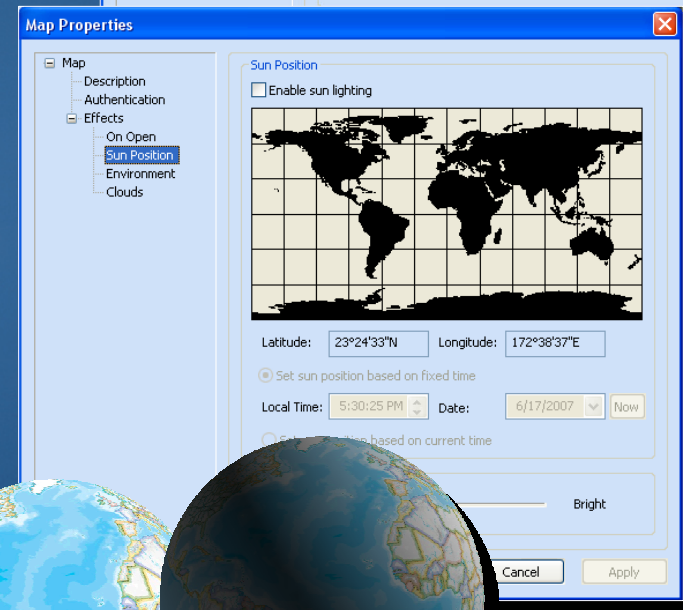 Map Properties
Map
Description
Authentication
Effects
On Open
Sun Position
Environment
Clouds
Sun Position
Enable sun lighting
Latitude: 23°24'33"N Longitude: 172°38'37"E
Set sun position based on fixed time
Local Time: 5:30:25 PM Date: 6/17/2007 Now
based on current time
Bright
Cancel Apply